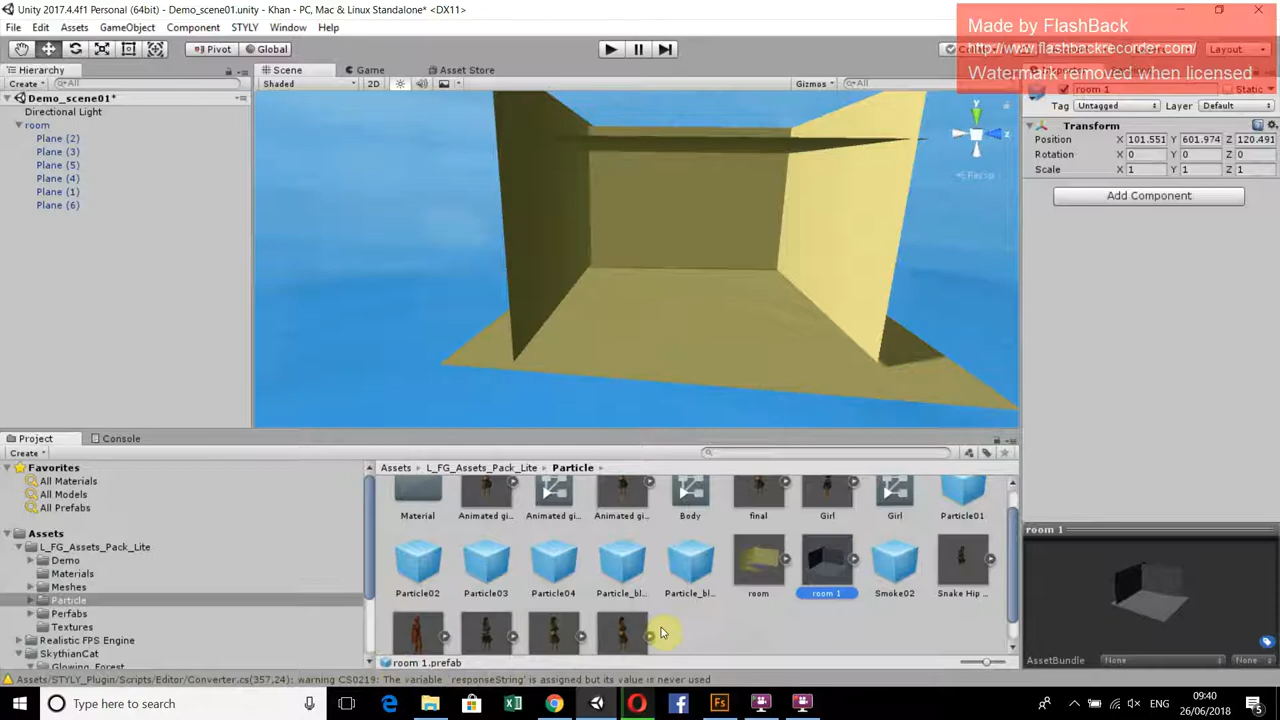 Unity 2017.4.4f1 Personal (64bit) - Demo_scene01.unity - Khan - PC, Mac & Linux Standalone* <DX11>
Made by FlashBack
http://www.flashbackrecorder.com/
Watermark removed when licensed
File Edit Assets GameObject Component STYLY Window Help
Pivot Global
Layout
Hierarchy
Create
All
Demo_scene01*
Directional Light
room
Plane (2)
Plane (3)
Plane (5)
Plane (4)
Plane (1)
Plane (6)
Scene Game Asset Store
Shaded 2D Gizmos All
y
Persp
room 1 Static
Tag Untagged Layer Default
Transform
Position X 101.551 Y 601.974 Z 120.491
Rotation X 0 Y 0 Z 0
Scale X 1 Y 1 Z 1
Add Component
Project Console
Create
Favorites
All Materials
All Models
All Prefabs
Assets
L_FG_Assets_Pack_Lite
Demo
Materials
Meshes
Particle
Perfabs
Textures
Realistic FPS Engine
SkythianCat
Glowing_Forest
Assets L_FG_Assets_Pack_Lite Particle
Material Animated gi... Animated gi... Animated gi... Body final Girl Girl Particle01
Particle02 Particle03 Particle04 Particle_bl... Particle_bl... room room 1 Smoke02 Snake Hip ...
room 1.prefab
room 1
AssetBundle None None
Assets/STYLY_Plugin/Scripts/Editor/Converter.cs(357,24): warning CS0219: The variable `responseString' is assigned but its value is never used
Type here to search
Fs
ENG
09:40
26/06/2018
5